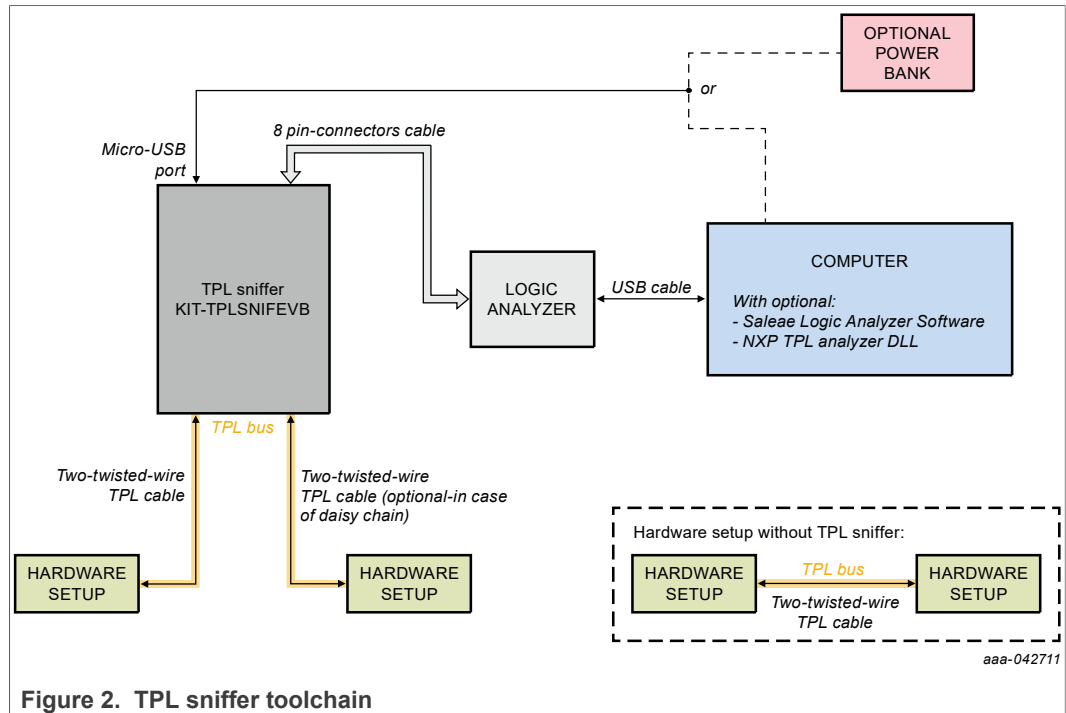 OPTIONAL
POWER
BANK
or
8 pin-connectors cable
Micro-USB
port
TPL sniffer
KIT-TPLSNIFEVB
LOGIC
ANALYZER
USB cable
COMPUTER
With optional:
- Saleae Logic Analyzer Software
- NXP TPL analyzer DLL
TPL bus
Two-twisted-wire
TPL cable
Two-twisted-wire
TPL cable (optional-in case
of daisy chain)
HARDWARE
SETUP
HARDWARE
SETUP
Hardware setup without TPL sniffer:
HARDWARE
SETUP
TPL bus
Two-twisted-wire
TPL cable
HARDWARE
SETUP
aaa-042711
Figure 2. TPL sniffer toolchain